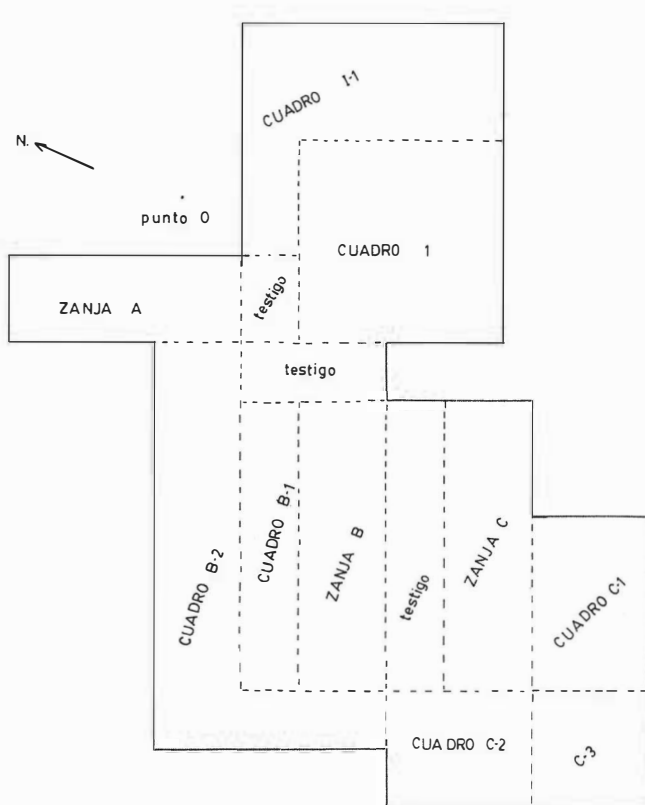 CUADRO I-1
N.
punto 0
CUADRO 1
ZANJA A
testigo
testigo
CUADRO B-2
CUADRO B-1
ZANJA B
testigo
ZANJA C
CUADRO C-1
CUADRO C-2
C-3